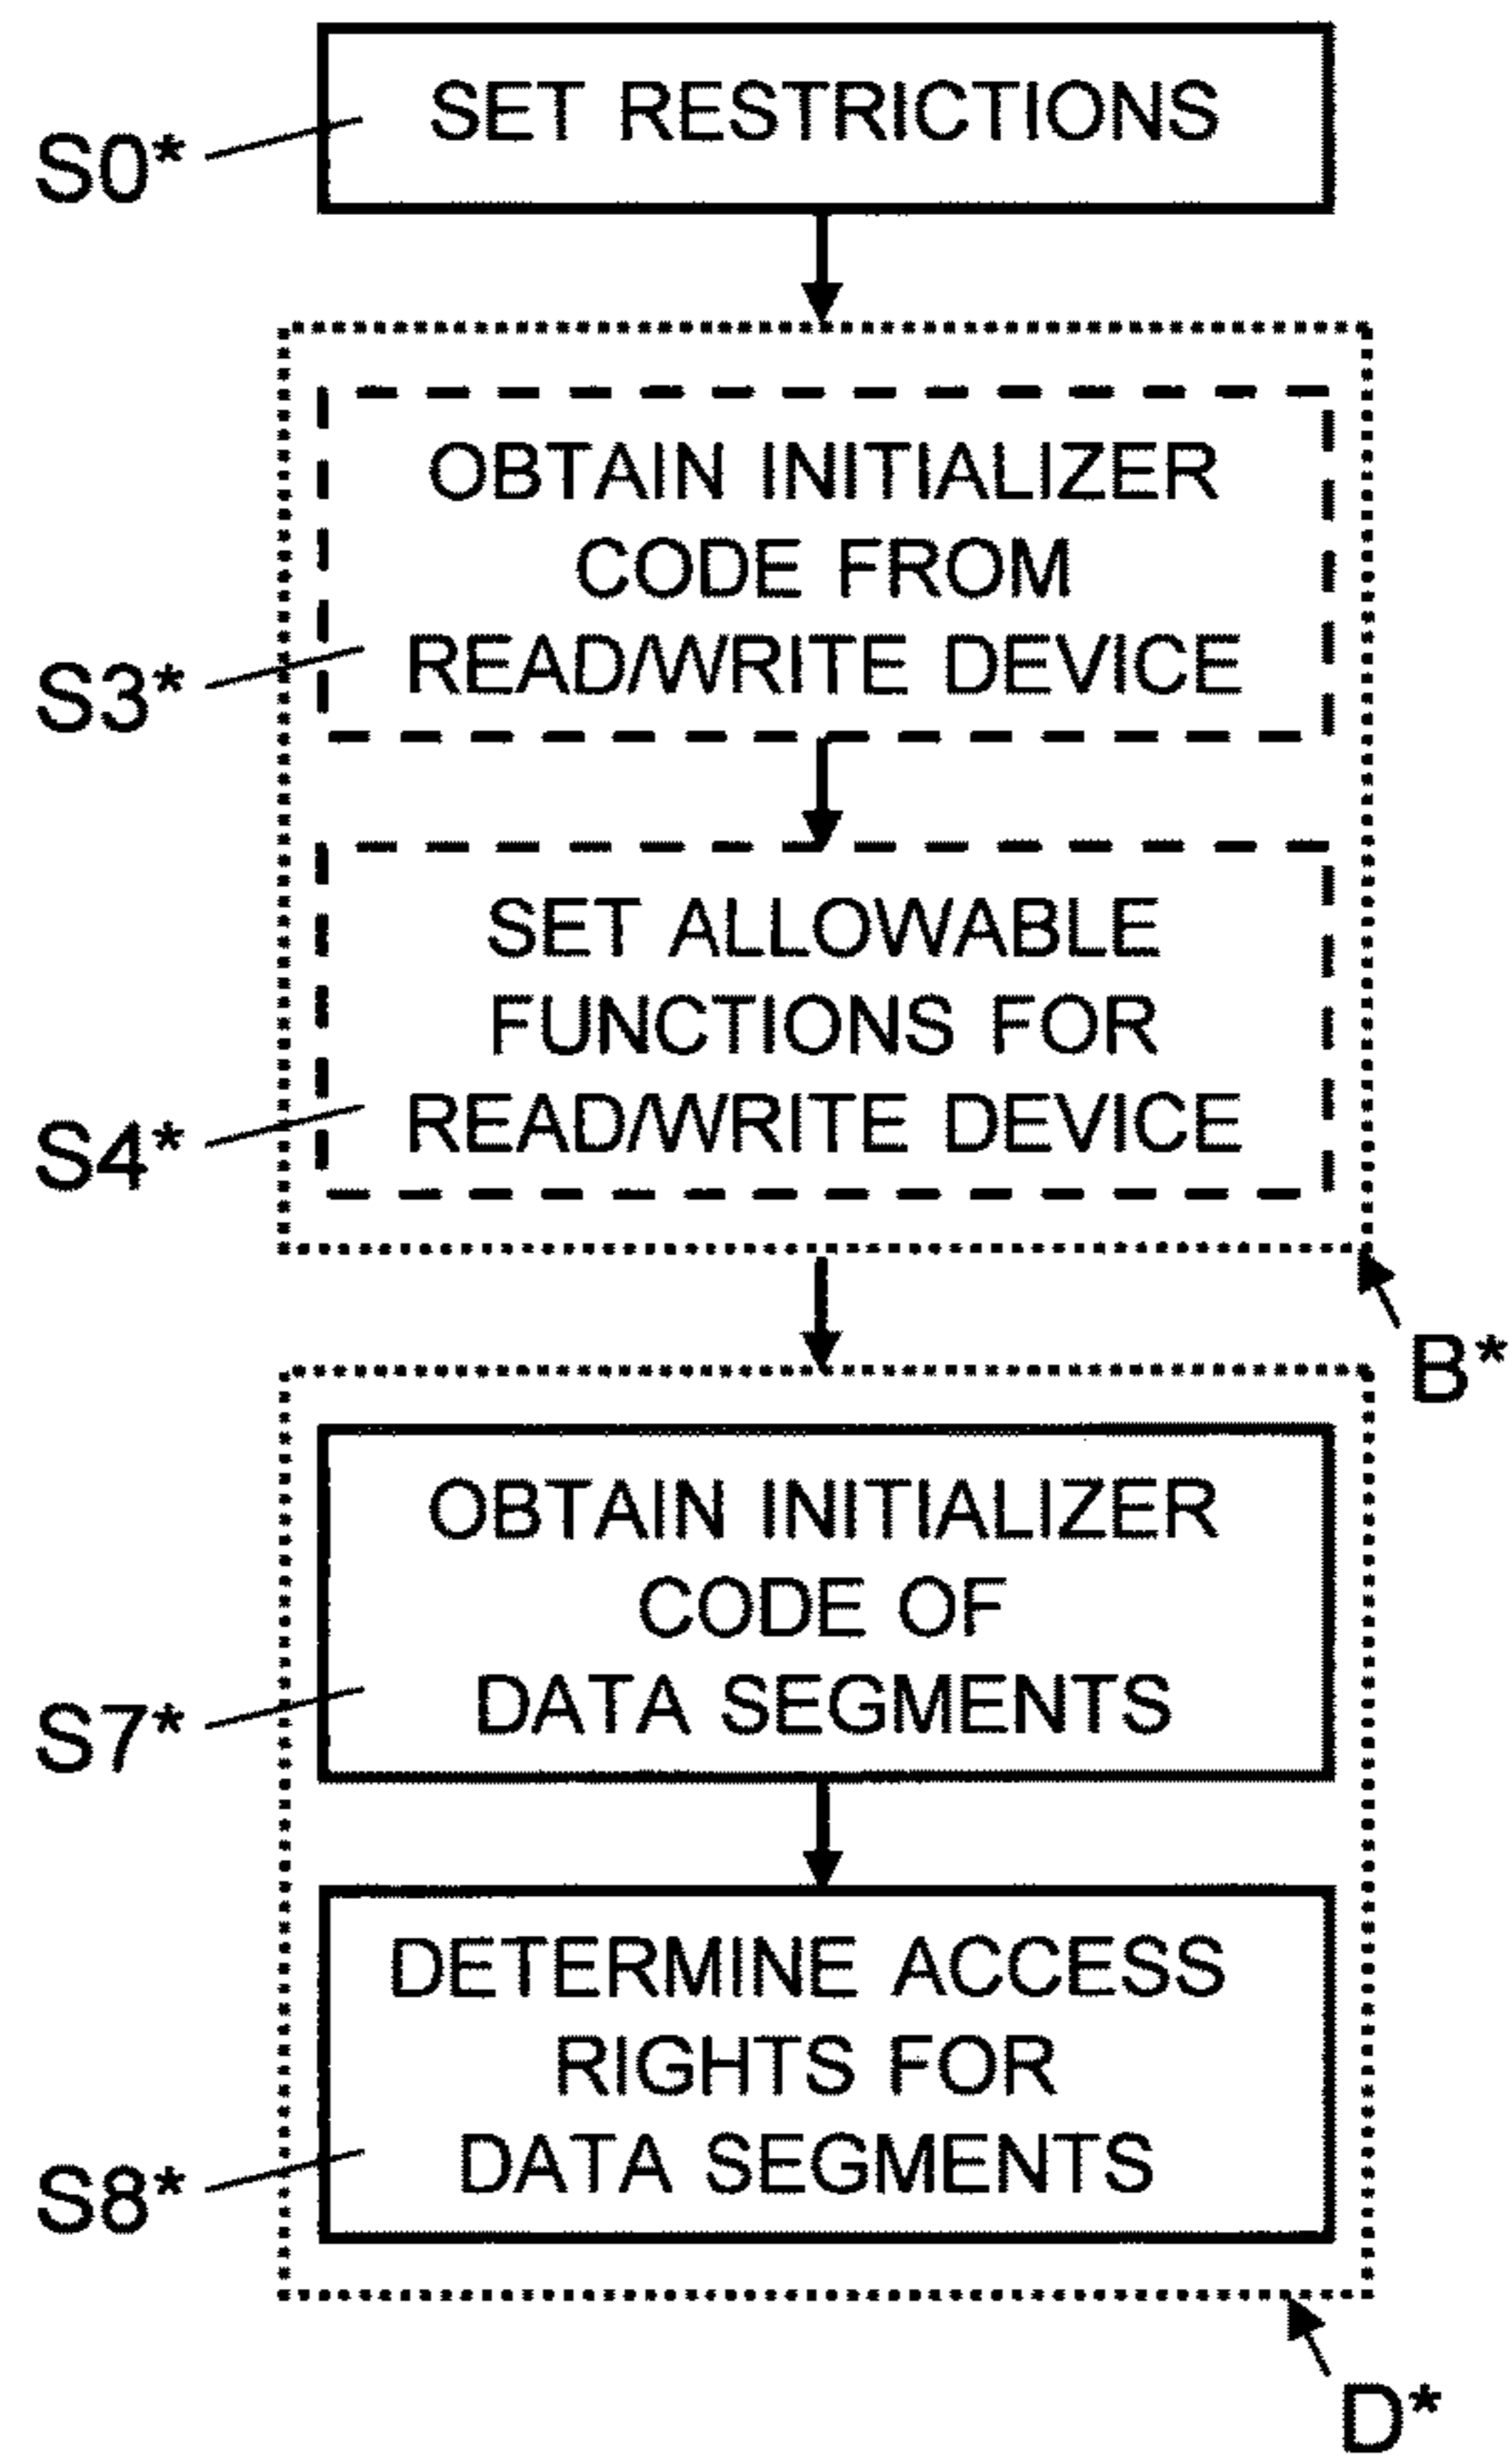 SET RESTRICTIONS
S0*
OBTAIN INITIALIZER
CODE FROM
READ/WRITE DEVICE
S3*
SET ALLOWABLE
FUNCTIONS FOR
READ/WRITE DEVICE
S4*
B*
OBTAIN INITIALIZER
CODE OF
DATA SEGMENTS
S7*
DETERMINE ACCESS
RIGHTS FOR
DATA SEGMENTS
S8*
D*